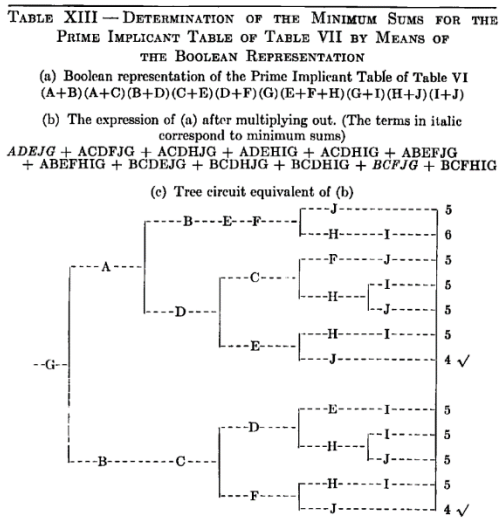 TABLE XIII — DETERMINATION OF THE MINIMUM SUMS FOR THE
PRIME IMPLICANT TABLE OF TABLE VII BY MEANS OF
THE BOOLEAN REPRESENTATION
(a) Boolean representation of the Prime Implicant Table of Table VI
(A+B)(A+C)(B+D)(C+E)(D+F)(G)(E+F+H)(G+I)(H+J)(I+J)
(b) The expression of (a) after multiplying out. (The terms in italic
correspond to minimum sums)
ADEJG + ACDFJG + ACDHJG + ADEHIG + ACDHIG + ABEFJG
+ ABEFHIG + BCDEJG + BCDHJG + BCDHIG + BCFJG + BCFHIG
(c) Tree circuit equivalent of (b)
J 5
B E F
H I 6
F J 5
A
C
I 5
H
J 5
D
H I 5
E
J 4 √
G
E I 5
D
I 5
H
J 5
B C
H I 5
F
J 4 √